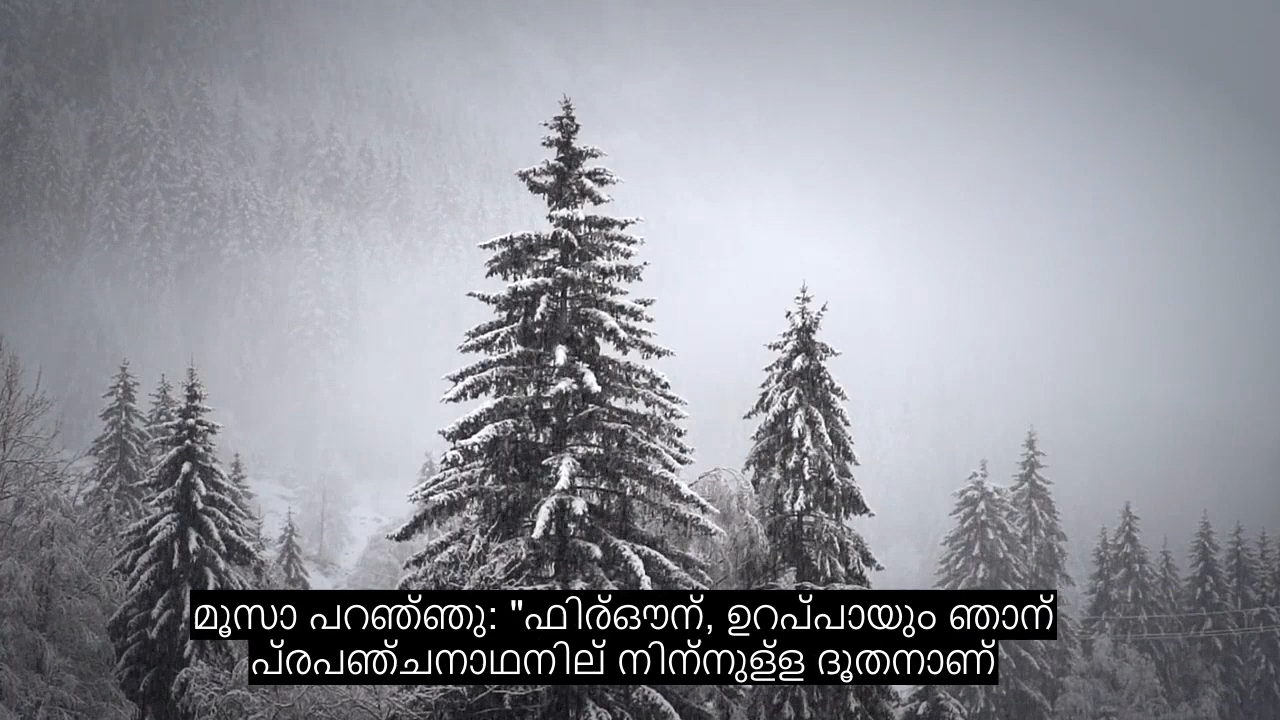 മൂസാ പറഞ്ഞു: "ഫിര്ഔന്, ഉറപ്പായും ഞാന്
പ്രപഞ്ചനാഥനില് നിന്നുള്ള ദൂതനാണ്